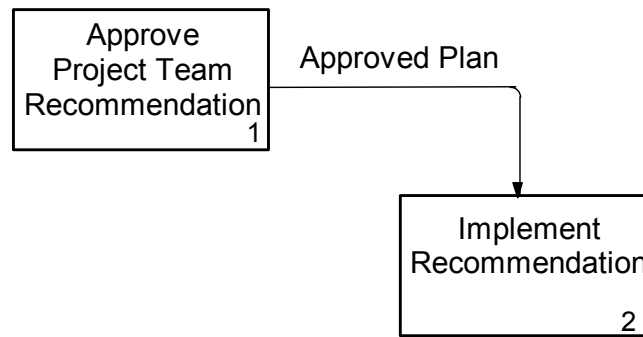 Approve
Project Team
Recommendation
1
Approved Plan
Implement
Recommendation
2